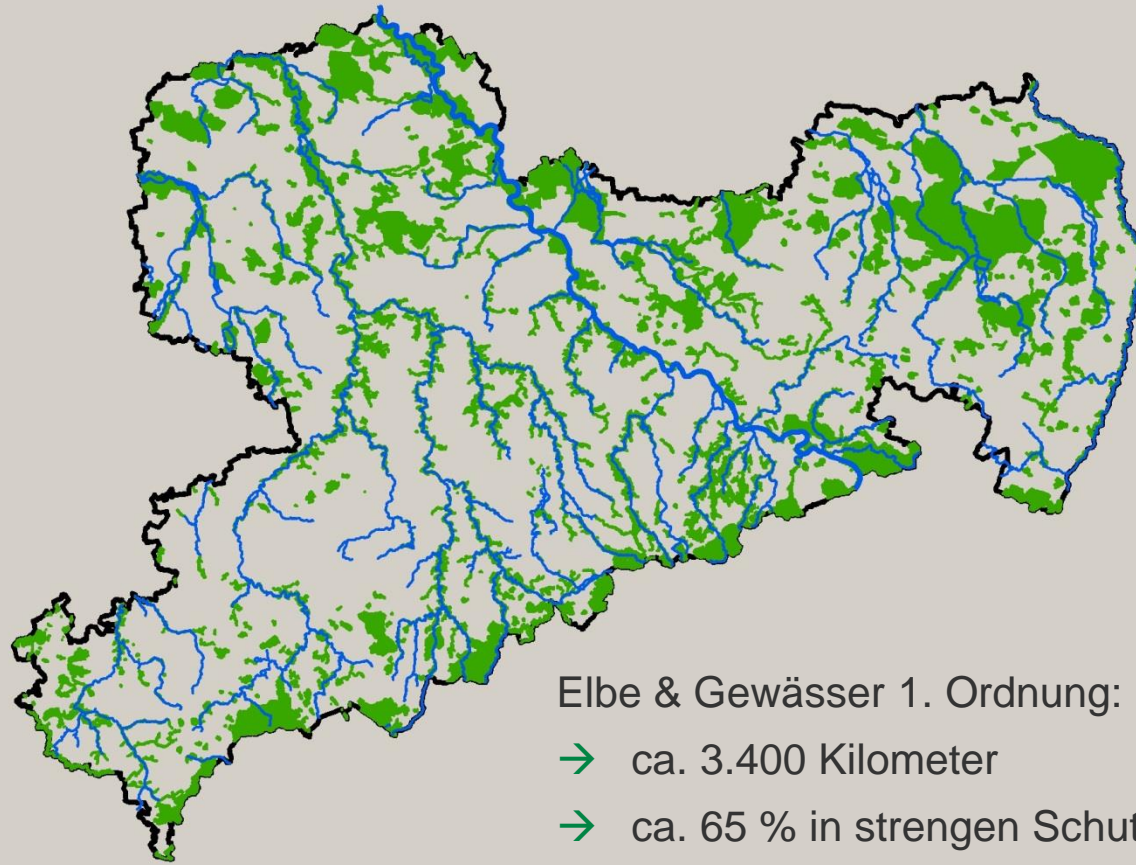 Elbe & Gewässer 1. Ordnung:
→ ca. 3.400 Kilometer
→ ca. 65 % in strengen